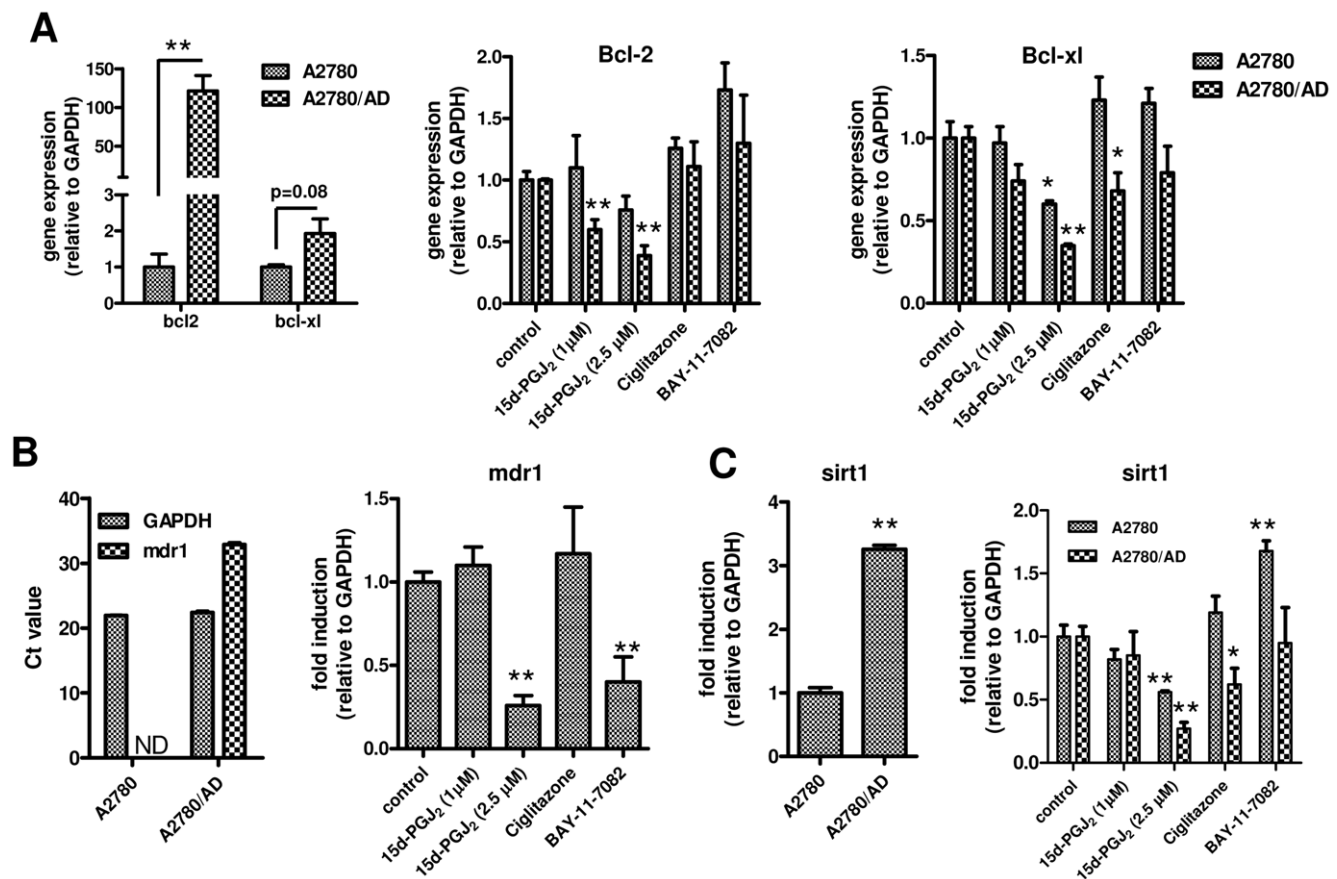 A
gene expression
(relative to GAPDH)
150
100
50
3
2
1
0
**
p=0.08
bcl2
bcl-xl
A2780
A2780/AD
Bcl-2
gene expression
(relative to GAPDH)
2.0
1.5
1.0
0.5
0.0
**
**
control
15d-PGJ2 (1µM)
15d-PGJ2 (2.5 µM)
Ciglitazone
BAY-11-7082
Bcl-xl
gene expression
(relative to GAPDH)
1.5
1.0
0.5
0.0
*
**
*
control
15d-PGJ2 (1µM)
15d-PGJ2 (2.5 µM)
Ciglitazone
BAY-11-7082
A2780
A2780/AD
B
Ct value
40
30
20
10
0
GAPDH
mdr1
ND
A2780
A2780/AD
mdr1
fold induction
(relative to GAPDH)
1.5
1.0
0.5
0.0
**
**
control
15d-PGJ2 (1µM)
15d-PGJ2 (2.5 µM)
Ciglitazone
BAY-11-7082
C
sirt1
fold induction
(relative to GAPDH)
4
3
2
1
0
**
A2780
A2780/AD
sirt1
fold induction
(relative to GAPDH)
2.0
1.5
1.0
0.5
0.0
A2780
A2780/AD
**
**
*
**
control
15d-PGJ2 (1µM)
15d-PGJ2 (2.5 µM)
Ciglitazone
BAY-11-7082